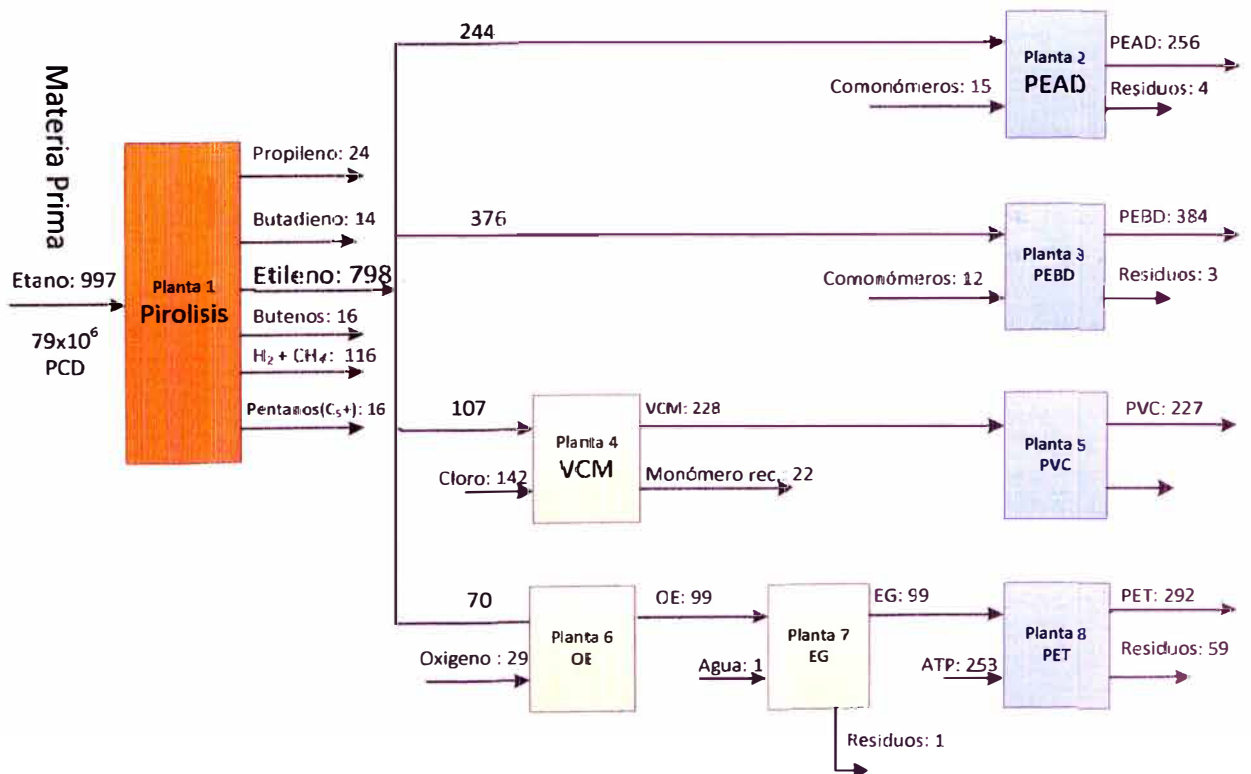 Materia Prima
Etano: 997
79x10⁶
PCD
Planta 1
Pirolisis
Propileno: 24
Butadieno: 14
Etileno: 798
Butenos: 16
H₂ + CH₄: 116
Pentanos(C₅+): 16
244
Comonómeros: 15
Planta 2
PEAD
PEAD: 256
Residuos: 4
376
Comonómeros: 12
Planta 3
PEBD
PEBD: 384
Residuos: 3
107
Cloro: 142
Planta 4
VCM
VCM: 228
Monómero rec. 22
Planta 5
PVC
PVC: 227
70
Oxigeno : 29
Planta 6
OE
OE: 99
Agua: 1
Planta 7
EG
EG: 99
Residuos: 1
ATP: 253
Planta 8
PET
PET: 292
Residuos: 59